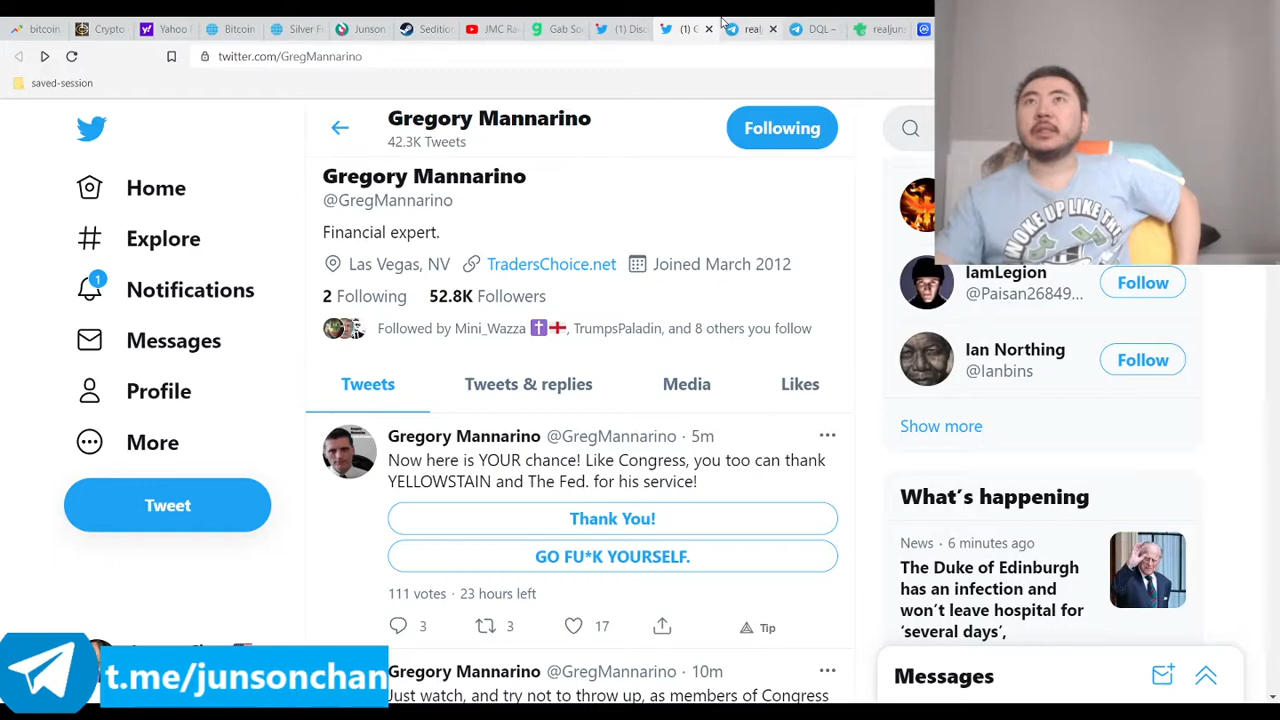 bitcoin
Crypto
Yahoo
Bitcoin
Silver F
Junson
Sedition
JMC Ra
Gab So
(1) Disc
(1) G
real
DQL –
realjun
twitter.com/GregMannarino
saved-session
Gregory Mannarino
42.3K Tweets
Following
Gregory Mannarino
@GregMannarino
Financial expert.
Las Vegas, NV TradersChoice.net Joined March 2012
2 Following 52.8K Followers
Followed by Mini_Wazza, TrumpsPaladin, and 8 others you follow
Home
Explore
1
Notifications
Messages
Profile
More
Tweet
Tweets Tweets & replies Media Likes
Gregory Mannarino @GregMannarino · 5m
Now here is YOUR chance! Like Congress, you too can thank
YELLOWSTAIN and The Fed. for his service!
Thank You!
GO FU*K YOURSELF.
111 votes · 23 hours left
3 3 17 Tip
Gregory Mannarino @GregMannarino · 10m
Just watch, and try not to throw up, as members of Congress
WOKE UP LIKE THI
IamLegion
@Paisan26849...
Follow
Ian Northing
@Ianbins
Follow
Show more
What's happening
News · 6 minutes ago
The Duke of Edinburgh
has an infection and
won't leave hospital for
'several days',
Messages
t.me/junsonchan